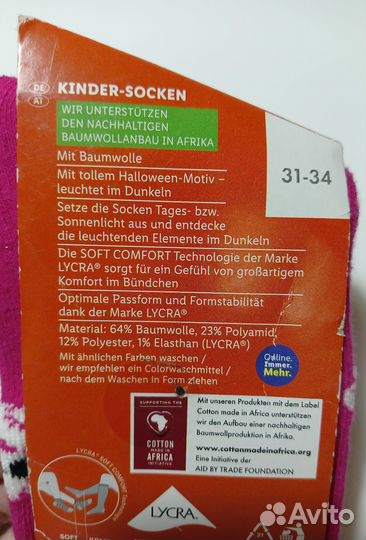 DE
AT
KINDER-SOCKEN
WIR UNTERSTÜTZEN
DEN NACHHALTIGEN
BAUMWOLLANBAU IN AFRIKA
31-34
Mit Baumwolle
Mit tollem Halloween-Motiv –
leuchtet im Dunkeln
Setze die Socken Tages- bzw.
Sonnenlicht aus und entdecke
die leuchtenden Elemente im Dunkeln
Die SOFT COMFORT Technologie der Marke
LYCRA® sorgt für ein Gefühl von großartigem
Komfort im Bündchen
Optimale Passform und Formstabilität
dank der Marke LYCRA®
Material: 64% Baumwolle, 23% Polyamid,
12% Polyester, 1% Elasthan (LYCRA®)
Mit ähnlichen Farben waschen /
wir empfehlen ein Colorwaschmittel /
nach dem Waschen in Form ziehen
Online.
Immer.
Mehr.
SUPPORTING THE
COTTON
MADE IN
AFRICA
INITIATIVE
Mit unseren Produkten mit dem Label
Cotton made in Africa unterstützen
wir den Aufbau einer nachhaltigen
Baumwollproduktion in Afrika.
www.cottonmadeinafrica.org
Eine Initiative der
AID BY TRADE FOUNDATION
LYCRA® SOFT COMFORT
LYCRA
21
SOFT
Avito